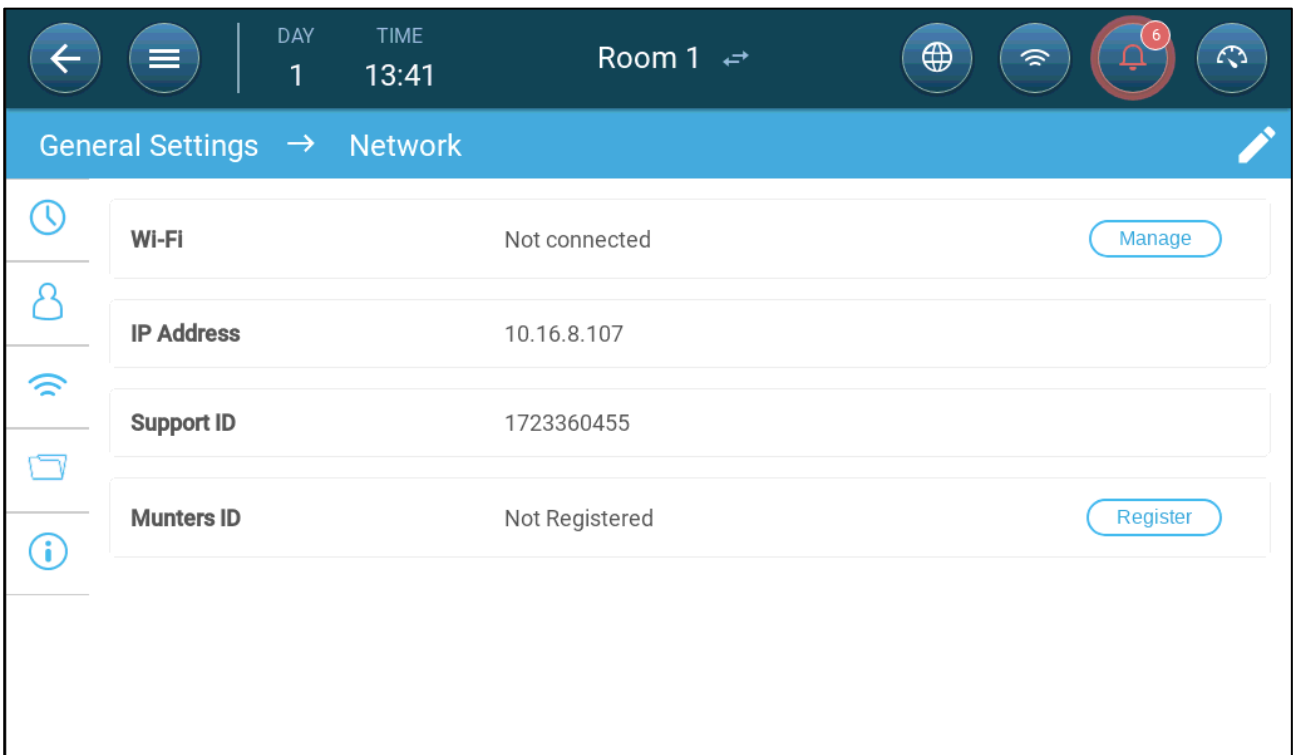 DAY TIME
1 13:41
Room 1
6
General Settings → Network
Wi-Fi Not connected Manage
IP Address 10.16.8.107
Support ID 1723360455
Munters ID Not Registered Register